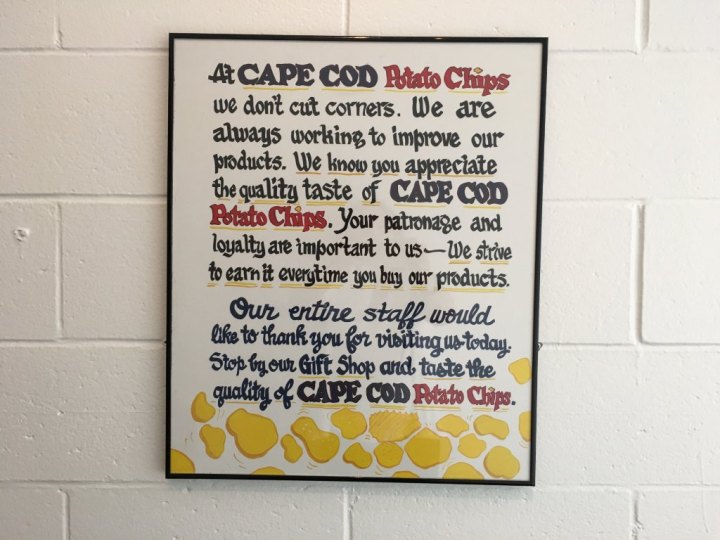 At CAPE COD Potato Chips
we don't cut corners. We are
always working to improve our
products. We know you appreciate
the quality taste of CAPE COD
Potato Chips. Your patronage and
loyalty are important to us — We strive
to earn it everytime you buy our products.
Our entire staff would
like to thank you for visiting us today.
Stop by our Gift Shop and taste the
quality of CAPE COD Potato Chips.